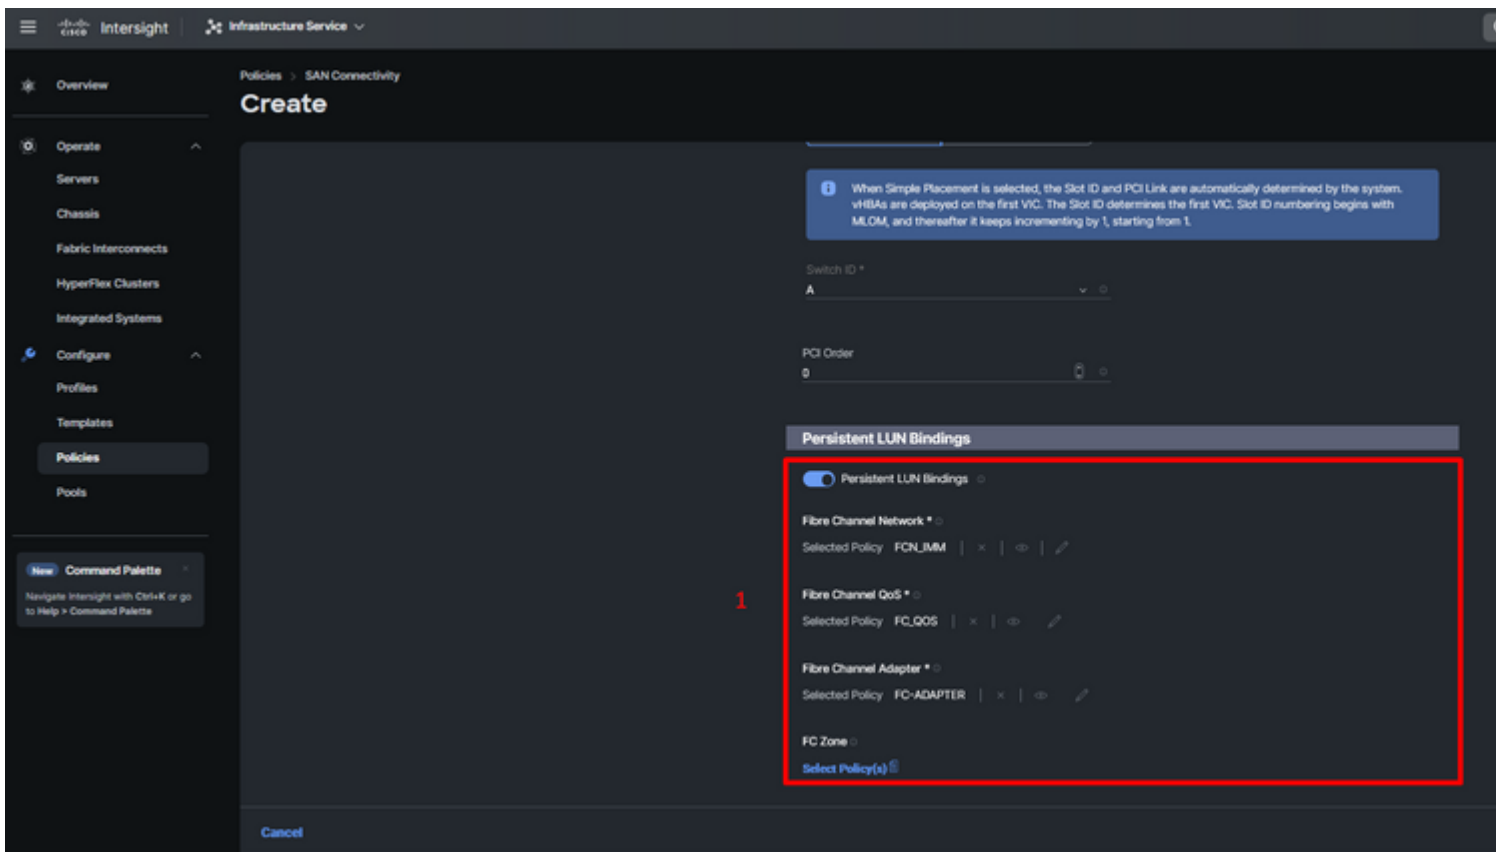 cisco Intersight
Infrastructure Service
Overview
Operate
Servers
Chassis
Fabric Interconnects
HyperFlex Clusters
Integrated Systems
Configure
Profiles
Templates
Policies
Pools
New Command Palette
Navigate Intersight with Ctrl+K or go
to Help > Command Palette
Policies > SAN Connectivity
Create
When Simple Placement is selected, the Slot ID and PCI Link are automatically determined by the system.
vHBAs are deployed on the first VIC. The Slot ID determines the first VIC. Slot ID numbering begins with
MLOM, and thereafter it keeps incrementing by 1, starting from 1.
Switch ID *
A
PCI Order
0
Persistent LUN Bindings
Persistent LUN Bindings
Fibre Channel Network *
Selected Policy FCN_IMM
1
Fibre Channel QoS *
Selected Policy FC_QOS
Fibre Channel Adapter *
Selected Policy FC-ADAPTER
FC Zone
Select Policy(s)
Cancel